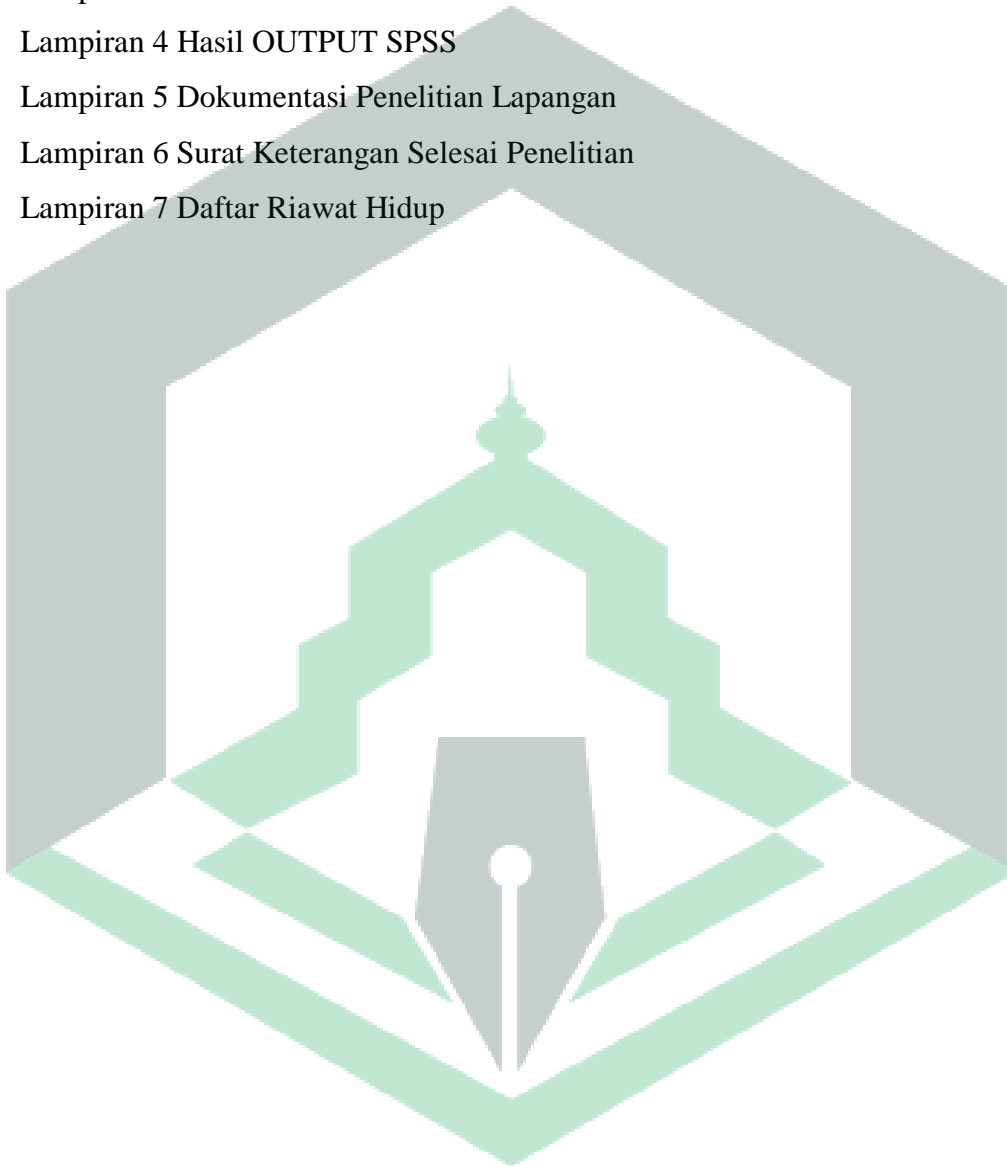 Lampiran 4 Hasil OUTPUT SPSS
Lampiran 5 Dokumentasi Penelitian Lapangan
Lampiran 6 Surat Keterangan Selesai Penelitian
Lampiran 7 Daftar Riawat Hidup